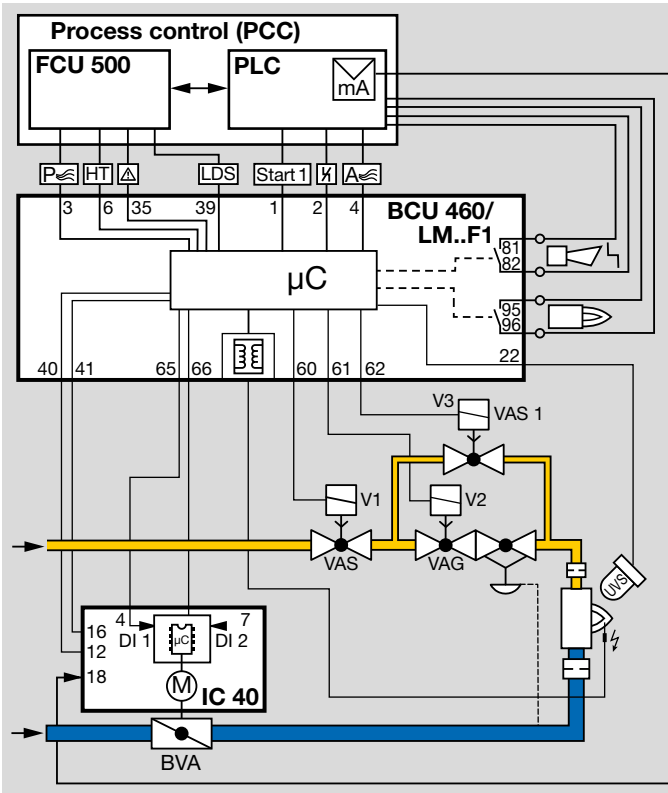 Process control (PCC)
FCU 500
PLC
mA
P
HT
LDS
Start 1
A
3
6
35
39
1
2
4
BCU 460/
LM..F1
µC
81
82
95
96
22
40
41
65
66
60
61
62
V3
VAS 1
V1
V2
VAS
VAG
UVS
4
7
16
DI 1
µC
DI 2
12
18
M
IC 40
BVA